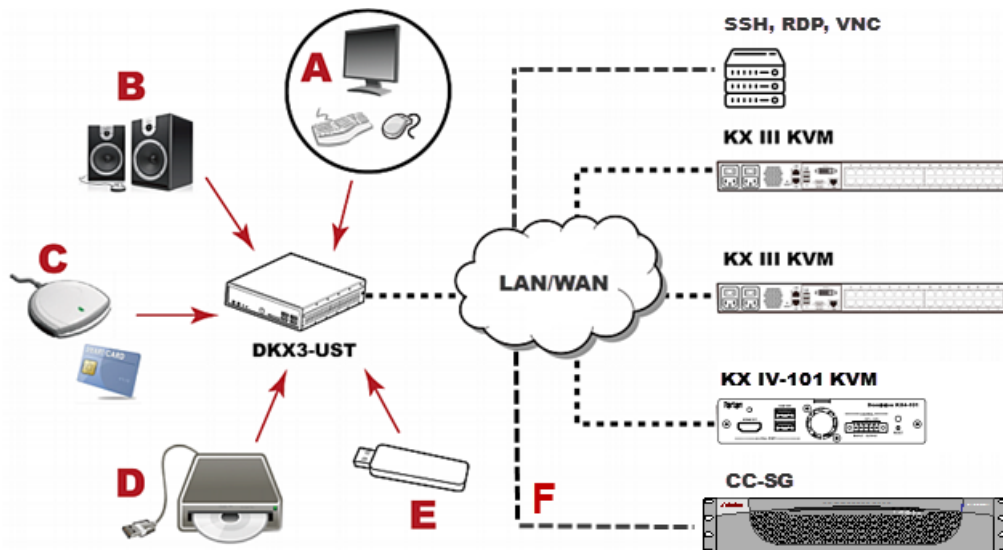 SSH, RDP, VNC
A
B
KX III KVM
C
LAN/WAN
KX III KVM
DKX3-UST
KX IV-101 KVM
D
E
F
CC-SG